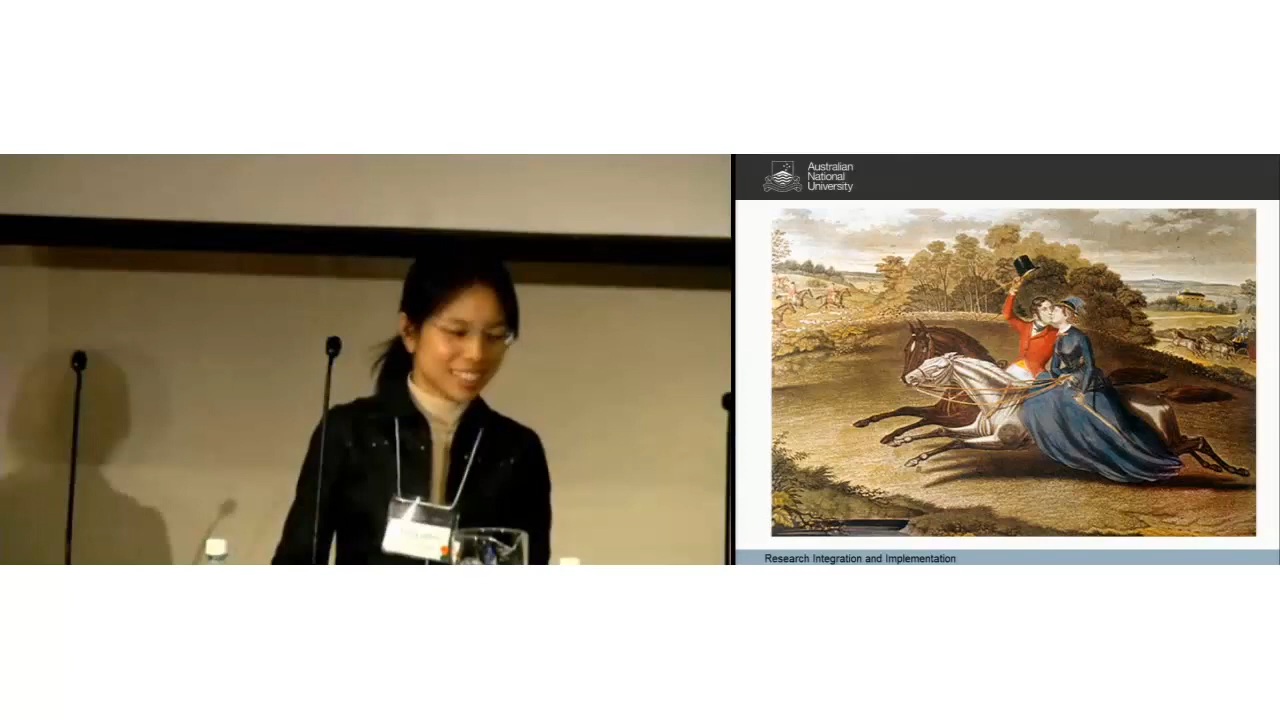 Australian
National
University
Research Integration and Implementation